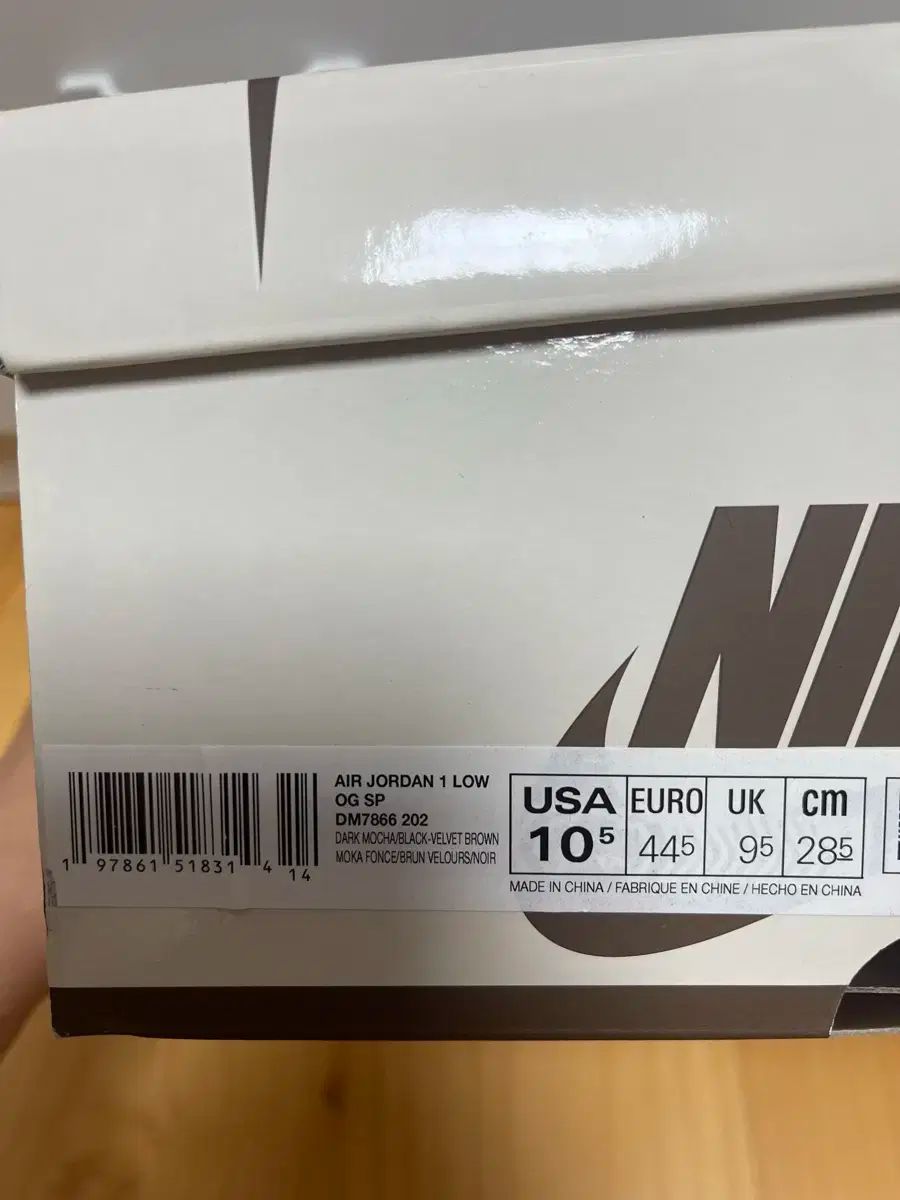 NI
AIR JORDAN 1 LOW
OG SP
DM7866 202
DARK MOCHA/BLACK-VELVET BROWN
MOKA FONCE/BRUN VELOURS/NOIR
1 97861 51831 4 14
USA EURO UK cm
10⁵ 44⁵ 9⁵ 28⁵
MADE IN CHINA / FABRIQUE EN CHINE / HECHO EN CHINA